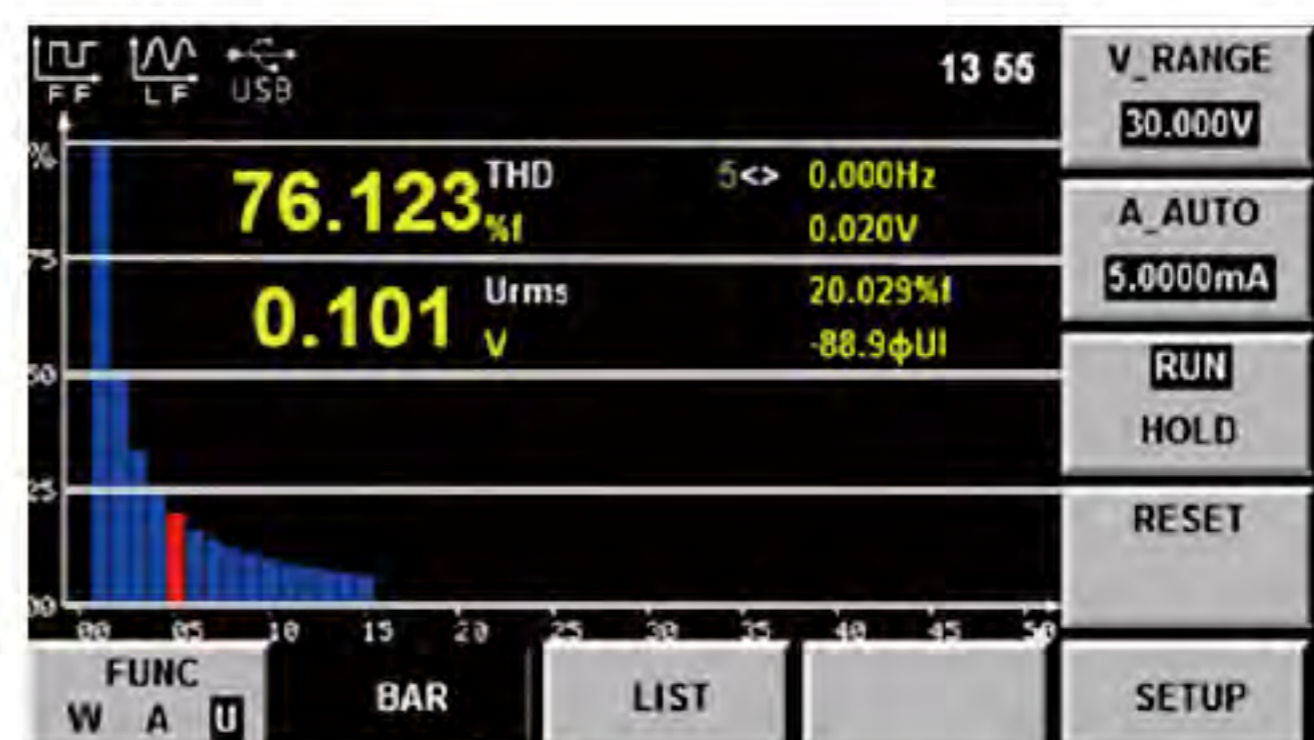 FF LF USB 13 55
V_RANGE
30.000V
A_AUTO
5.0000mA
RUN
HOLD
RESET
SETUP
%
76.123 THD %f
5<> 0.000Hz
0.020V
75
0.101 Urms V
20.029%f
-88.9ϕUI
50
25
00
00 05 10 15 20 25 30 35 40 45 50
FUNC
W A U
BAR
LIST